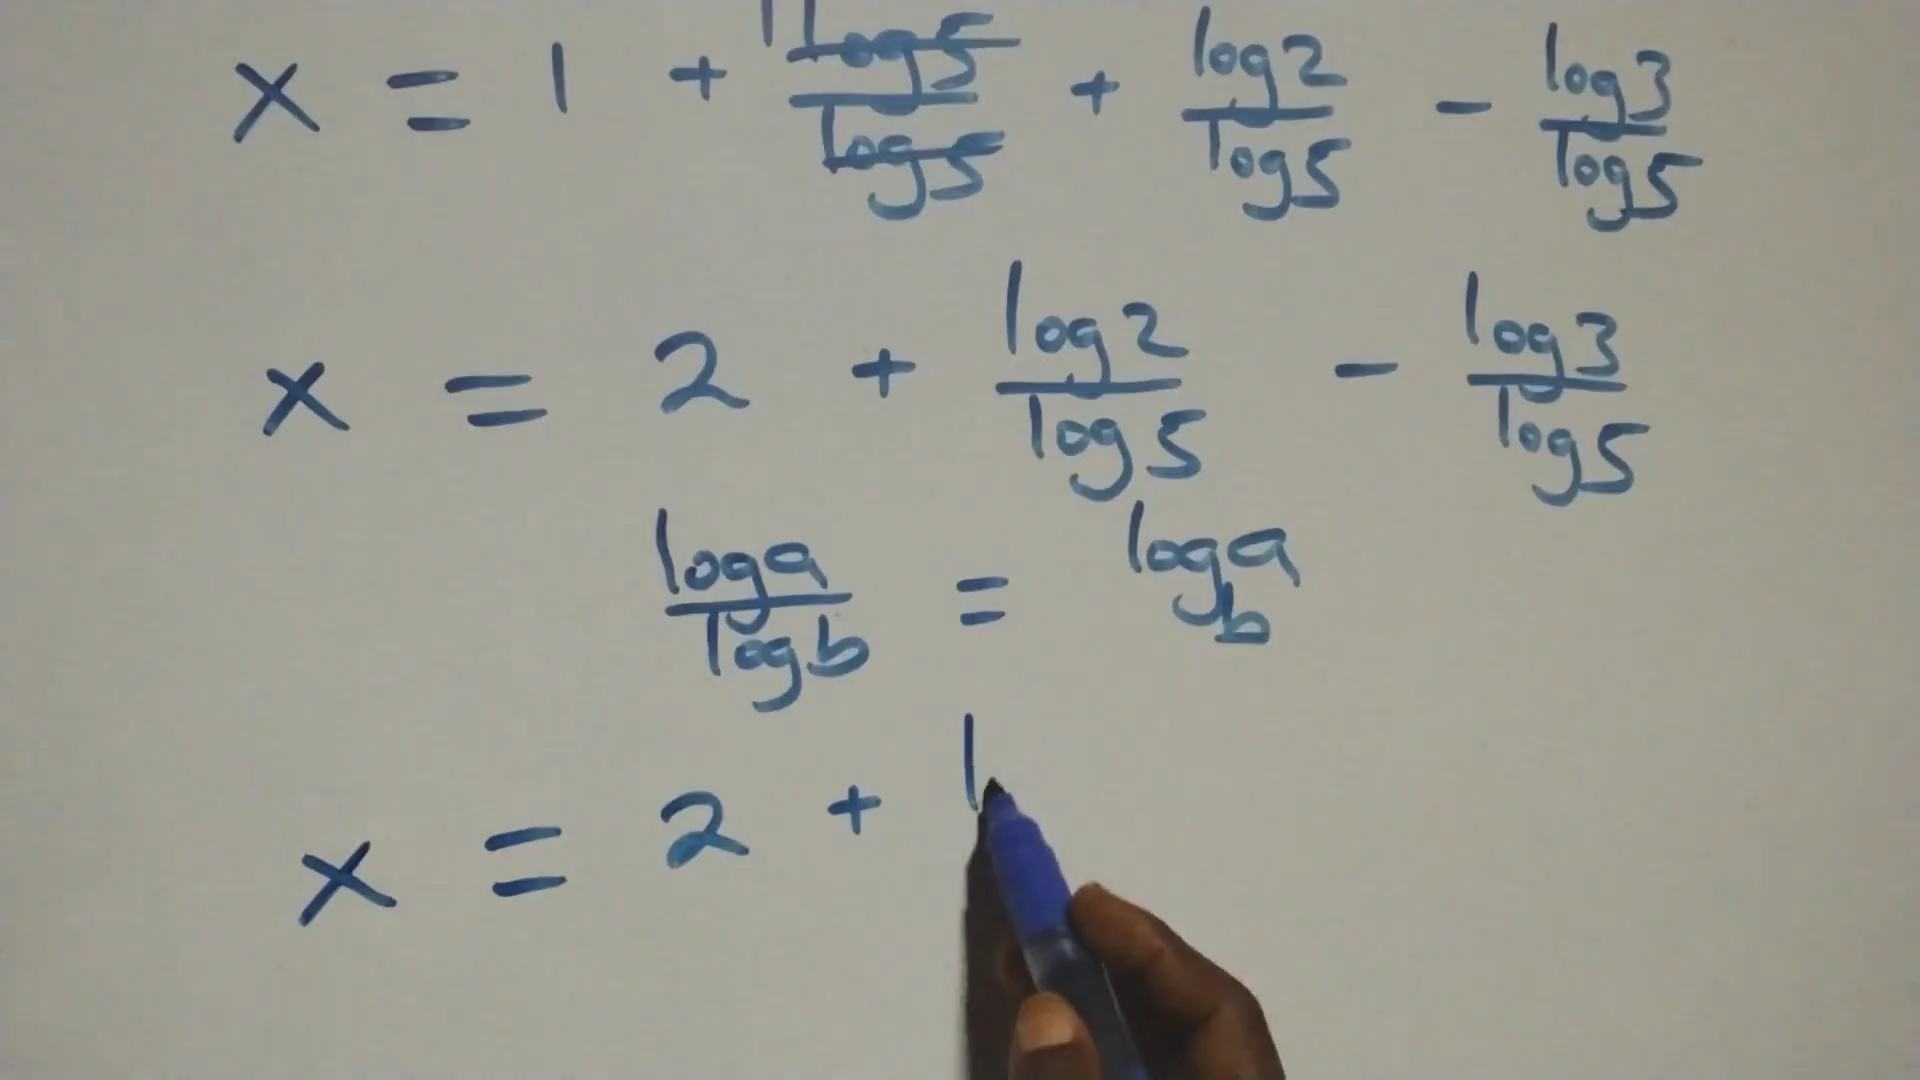 x = 1 + log5/log5 + log2/log5 - log3/log5
x = 2 + log2/log5 - log3/log5
loga/logb = log_b a
x = 2 + l